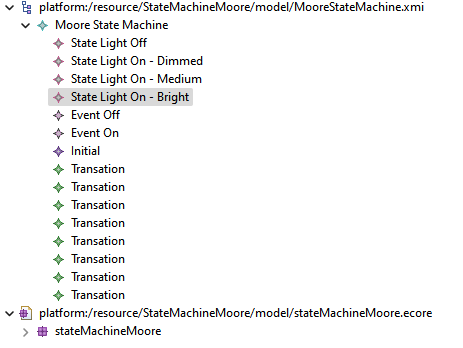 platform:/resource/StateMachineMoore/model/MooreStateMachine.xmi
Moore State Machine
State Light Off
State Light On - Dimmed
State Light On - Medium
State Light On - Bright
Event Off
Event On
Initial
Transation
Transation
Transation
Transation
Transation
Transation
Transation
Transation
platform:/resource/StateMachineMoore/model/stateMachineMoore.ecore
stateMachineMoore